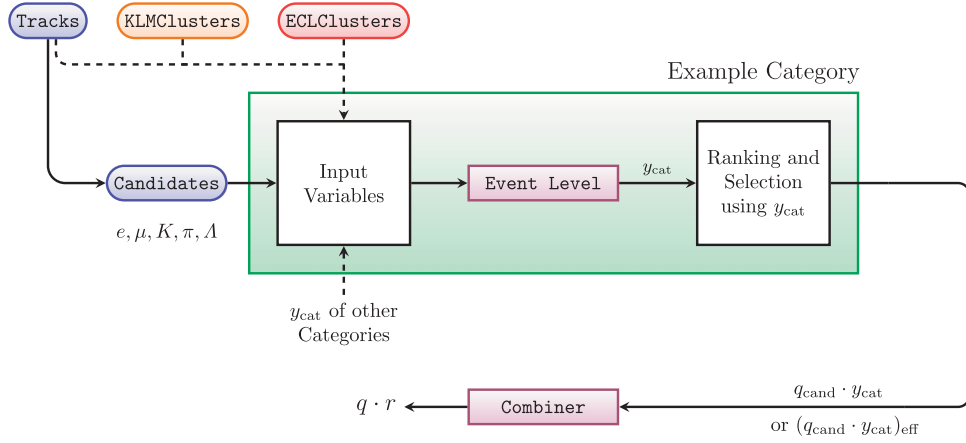 Tracks
KLMClusters
ECLClusters
Example Category
Input
Variables
Event Level
y_cat
Ranking and
Selection
using y_cat
Candidates
e, μ, K, π, Λ
y_cat of other
Categories
q · r
Combiner
q_cand · y_cat
or (q_cand · y_cat)_eff